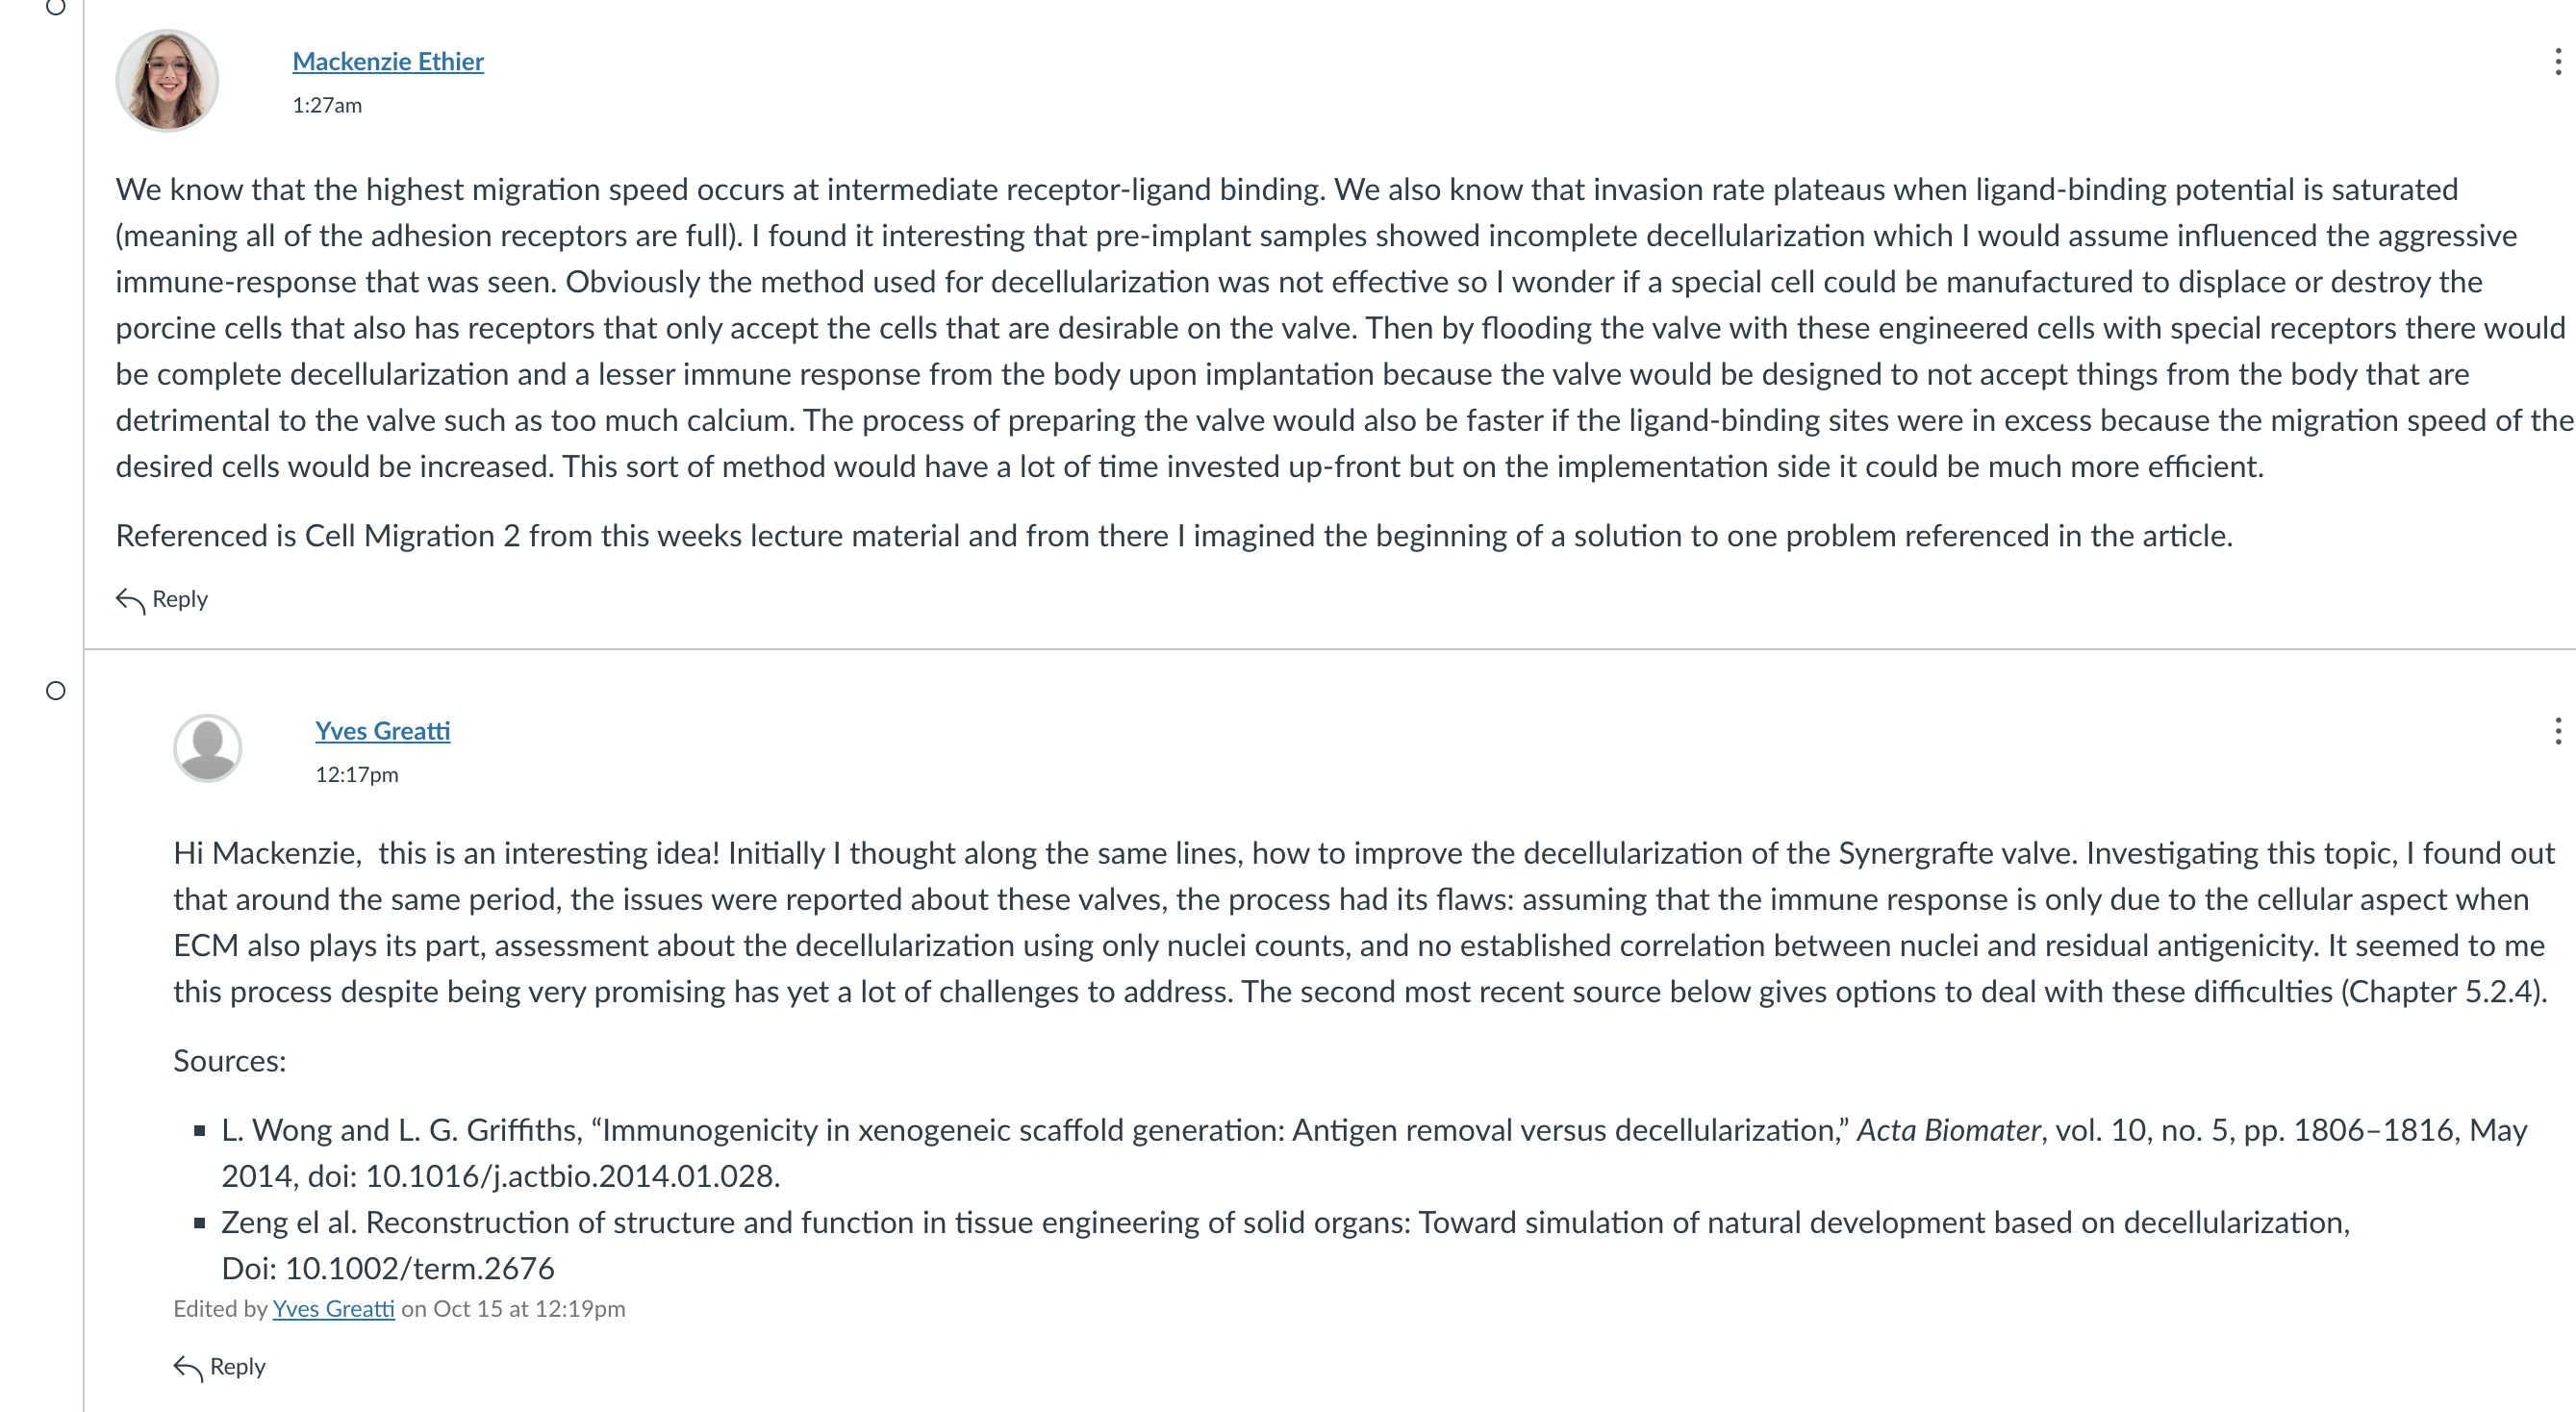 Mackenzie Ethier
1:27am
We know that the highest migration speed occurs at intermediate receptor-ligand binding. We also know that invasion rate plateaus when ligand-binding potential is saturated
(meaning all of the adhesion receptors are full). I found it interesting that pre-implant samples showed incomplete decellularization which I would assume influenced the aggressive
immune-response that was seen. Obviously the method used for decellularization was not effective so I wonder if a special cell could be manufactured to displace or destroy the
porcine cells that also has receptors that only accept the cells that are desirable on the valve. Then by flooding the valve with these engineered cells with special receptors there would
be complete decellularization and a lesser immune response from the body upon implantation because the valve would be designed to not accept things from the body that are
detrimental to the valve such as too much calcium. The process of preparing the valve would also be faster if the ligand-binding sites were in excess because the migration speed of the
desired cells would be increased. This sort of method would have a lot of time invested up-front but on the implementation side it could be much more efficient.
Referenced is Cell Migration 2 from this weeks lecture material and from there I imagined the beginning of a solution to one problem referenced in the article.
Reply
Yves Greatti
12:17pm
Hi Mackenzie,  this is an interesting idea! Initially I thought along the same lines, how to improve the decellularization of the Synergrafte valve. Investigating this topic, I found out
that around the same period, the issues were reported about these valves, the process had its flaws: assuming that the immune response is only due to the cellular aspect when
ECM also plays its part, assessment about the decellularization using only nuclei counts, and no established correlation between nuclei and residual antigenicity. It seemed to me
this process despite being very promising has yet a lot of challenges to address. The second most recent source below gives options to deal with these difficulties (Chapter 5.2.4).
Sources:
▪ L. Wong and L. G. Griffiths, “Immunogenicity in xenogeneic scaffold generation: Antigen removal versus decellularization,” Acta Biomater, vol. 10, no. 5, pp. 1806–1816, May
2014, doi: 10.1016/j.actbio.2014.01.028.
▪ Zeng el al. Reconstruction of structure and function in tissue engineering of solid organs: Toward simulation of natural development based on decellularization,
Doi: 10.1002/term.2676
Edited by Yves Greatti on Oct 15 at 12:19pm
Reply